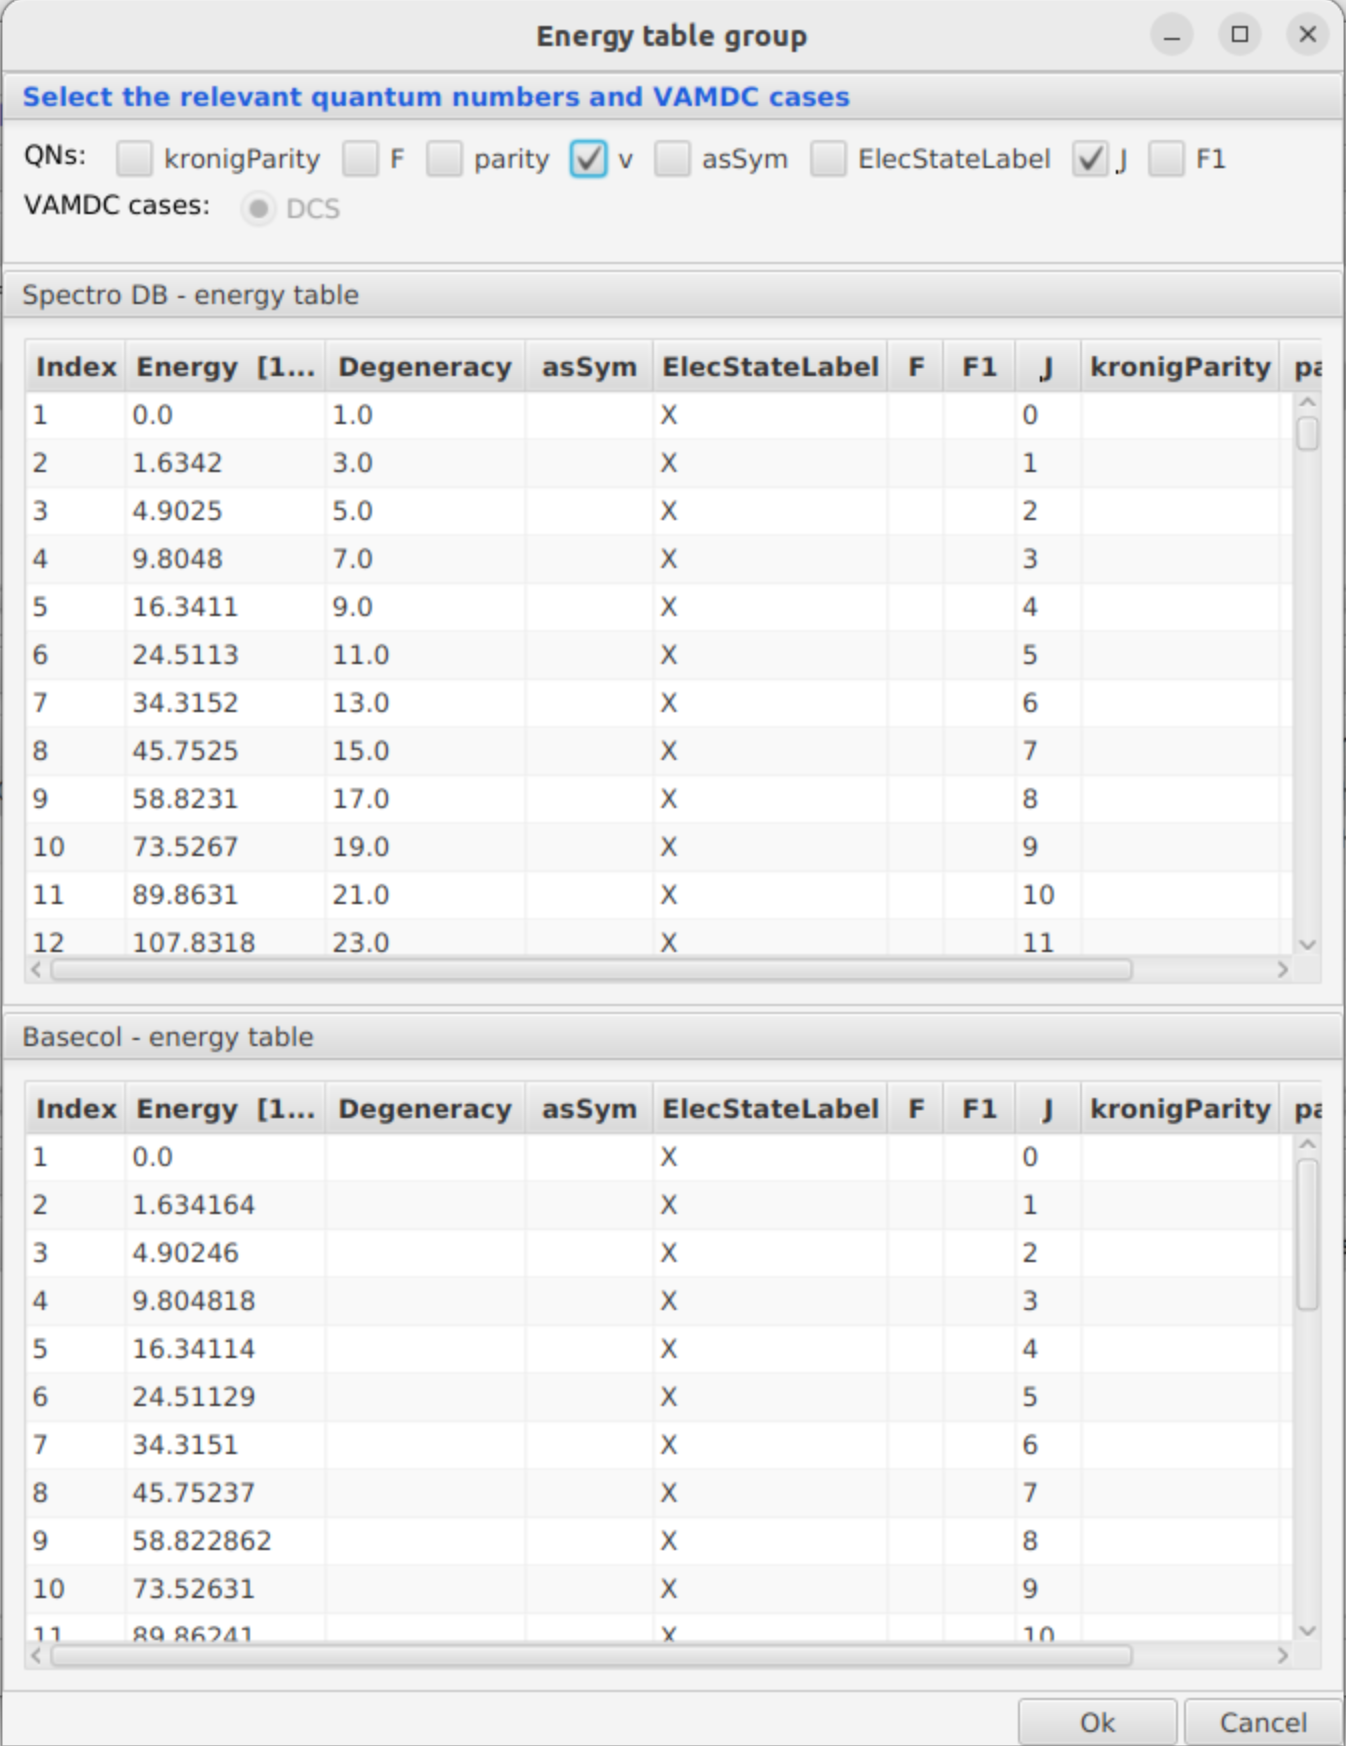 Energy table group
Select the relevant quantum numbers and VAMDC cases
QNs: kronigParity F parity v asSym ElecStateLabel J F1
VAMDC cases: DCS
Spectro DB - energy table
Index Energy [1... Degeneracy asSym ElecStateLabel F F1 J kronigParity pa
1 0.0 1.0 X 0
2 1.6342 3.0 X 1
3 4.9025 5.0 X 2
4 9.8048 7.0 X 3
5 16.3411 9.0 X 4
6 24.5113 11.0 X 5
7 34.3152 13.0 X 6
8 45.7525 15.0 X 7
9 58.8231 17.0 X 8
10 73.5267 19.0 X 9
11 89.8631 21.0 X 10
12 107.8318 23.0 X 11
Basecol - energy table
Index Energy [1... Degeneracy asSym ElecStateLabel F F1 J kronigParity pa
1 0.0 X 0
2 1.634164 X 1
3 4.90246 X 2
4 9.804818 X 3
5 16.34114 X 4
6 24.51129 X 5
7 34.3151 X 6
8 45.75237 X 7
9 58.822862 X 8
10 73.52631 X 9
11 89.86241 X 10
Ok Cancel